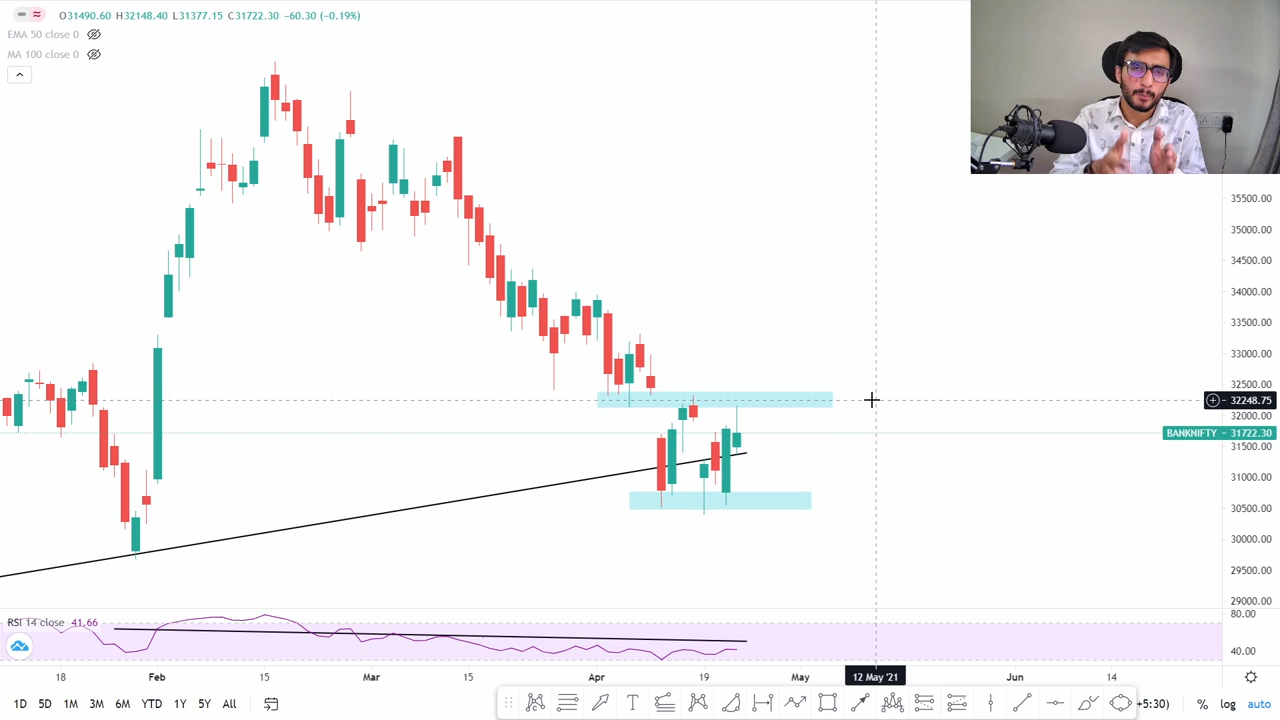 O31490.60 H32148.40 L31377.15 C31722.30 -60.30 (-0.19%)
EMA 50 close 0
MA 100 close 0
35500.00
35000.00
34500.00
34000.00
33500.00
33000.00
32500.00
32248.75
32000.00
BANKNIFTY - 31722.30
31500.00
31000.00
30500.00
30000.00
29500.00
29000.00
RSI 14 close 41.66
80.00
40.00
18 Feb 15 Mar 15 Apr 19 May 12 May '21 Jun 14
1D 5D 1M 3M 6M YTD 1Y 5Y All T +5:30) % log auto